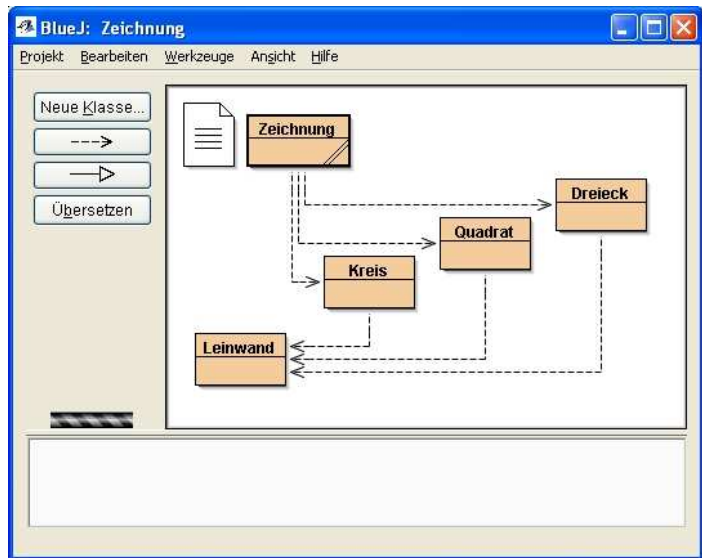 BlueJ: Zeichnung
Projekt Bearbeiten Werkzeuge Ansicht Hilfe
Neue Klasse...
Übersetzen
Zeichnung
Dreieck
Quadrat
Kreis
Leinwand